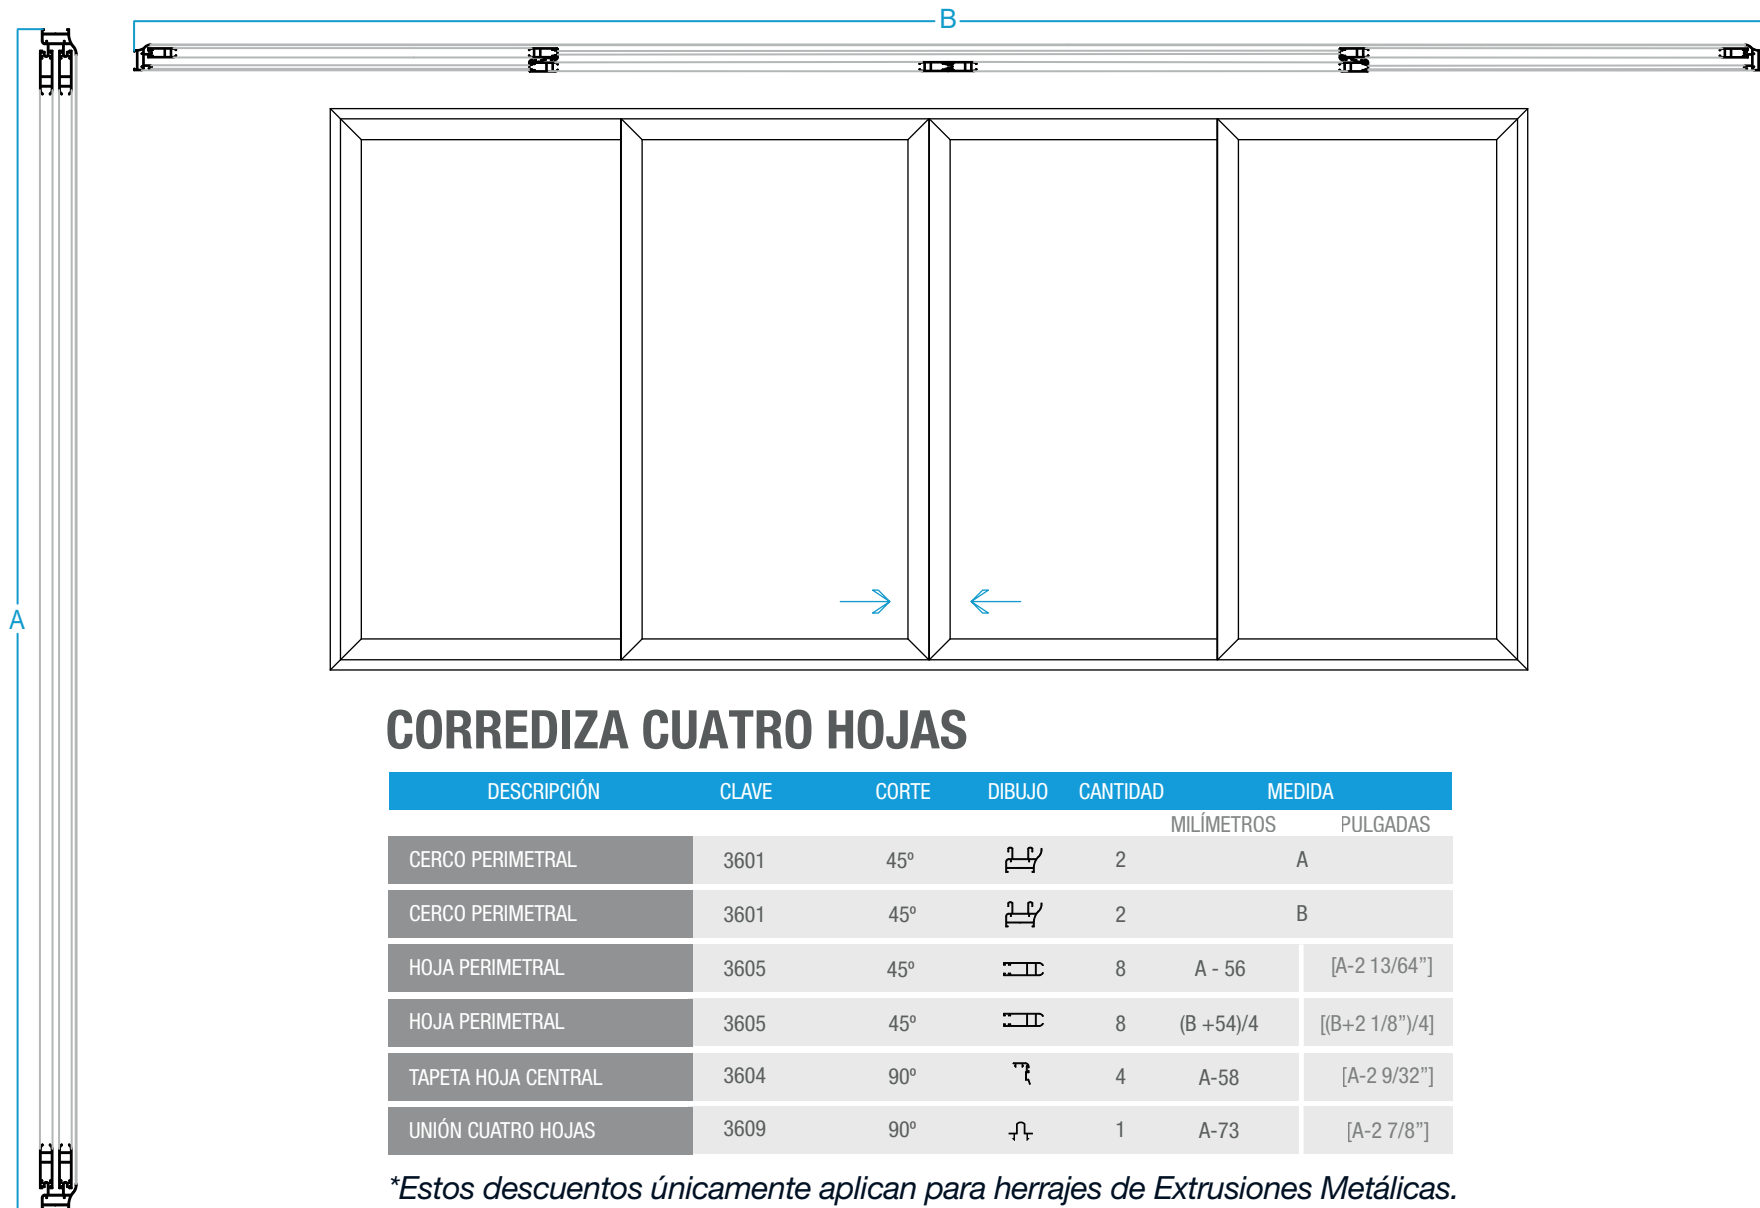 B
A
CORREDIZA CUATRO HOJAS
DESCRIPCIÓN CLAVE CORTE DIBUJO CANTIDAD MEDIDA
MILÍMETROS PULGADAS
CERCO PERIMETRAL 3601 45º 2 A
CERCO PERIMETRAL 3601 45º 2 B
HOJA PERIMETRAL 3605 45º 8 A - 56 [A-2 13/64”]
HOJA PERIMETRAL 3605 45º 8 (B +54)/4 [(B+2 1/8”)/4]
TAPETA HOJA CENTRAL 3604 90º 4 A-58 [A-2 9/32”]
UNIÓN CUATRO HOJAS 3609 90º 1 A-73 [A-2 7/8”]
*Estos descuentos únicamente aplican para herrajes de Extrusiones Metálicas.